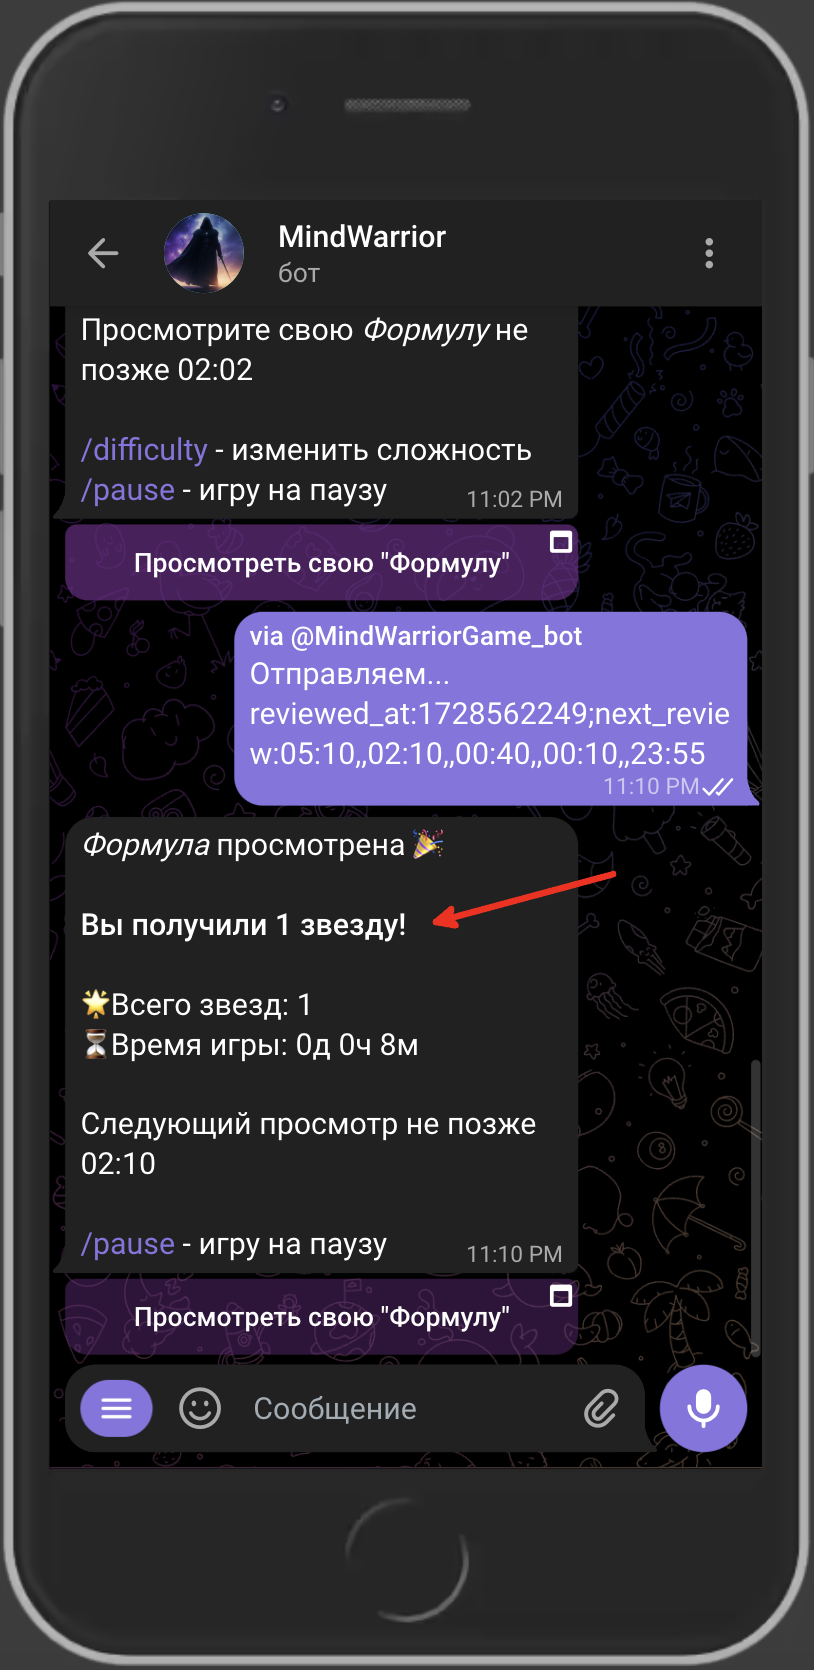 MindWarrior
бот
Просмотрите свою Формулу не
позже 02:02
/difficulty - изменить сложность
/pause - игру на паузу
11:02 PM
Просмотреть свою "Формулу"
via @MindWarriorGame_bot
Отправляем...
reviewed_at:1728562249;next_revie
w:05:10,,02:10,,00:40,,00:10,,23:55
11:10 PM
Формула просмотрена🎉
Вы получили 1 звезду!
🌟Всего звезд: 1
⏳Время игры: 0д 0ч 8м
Следующий просмотр не позже
02:10
/pause - игру на паузу
11:10 PM
Просмотреть свою "Формулу"
Сообщение